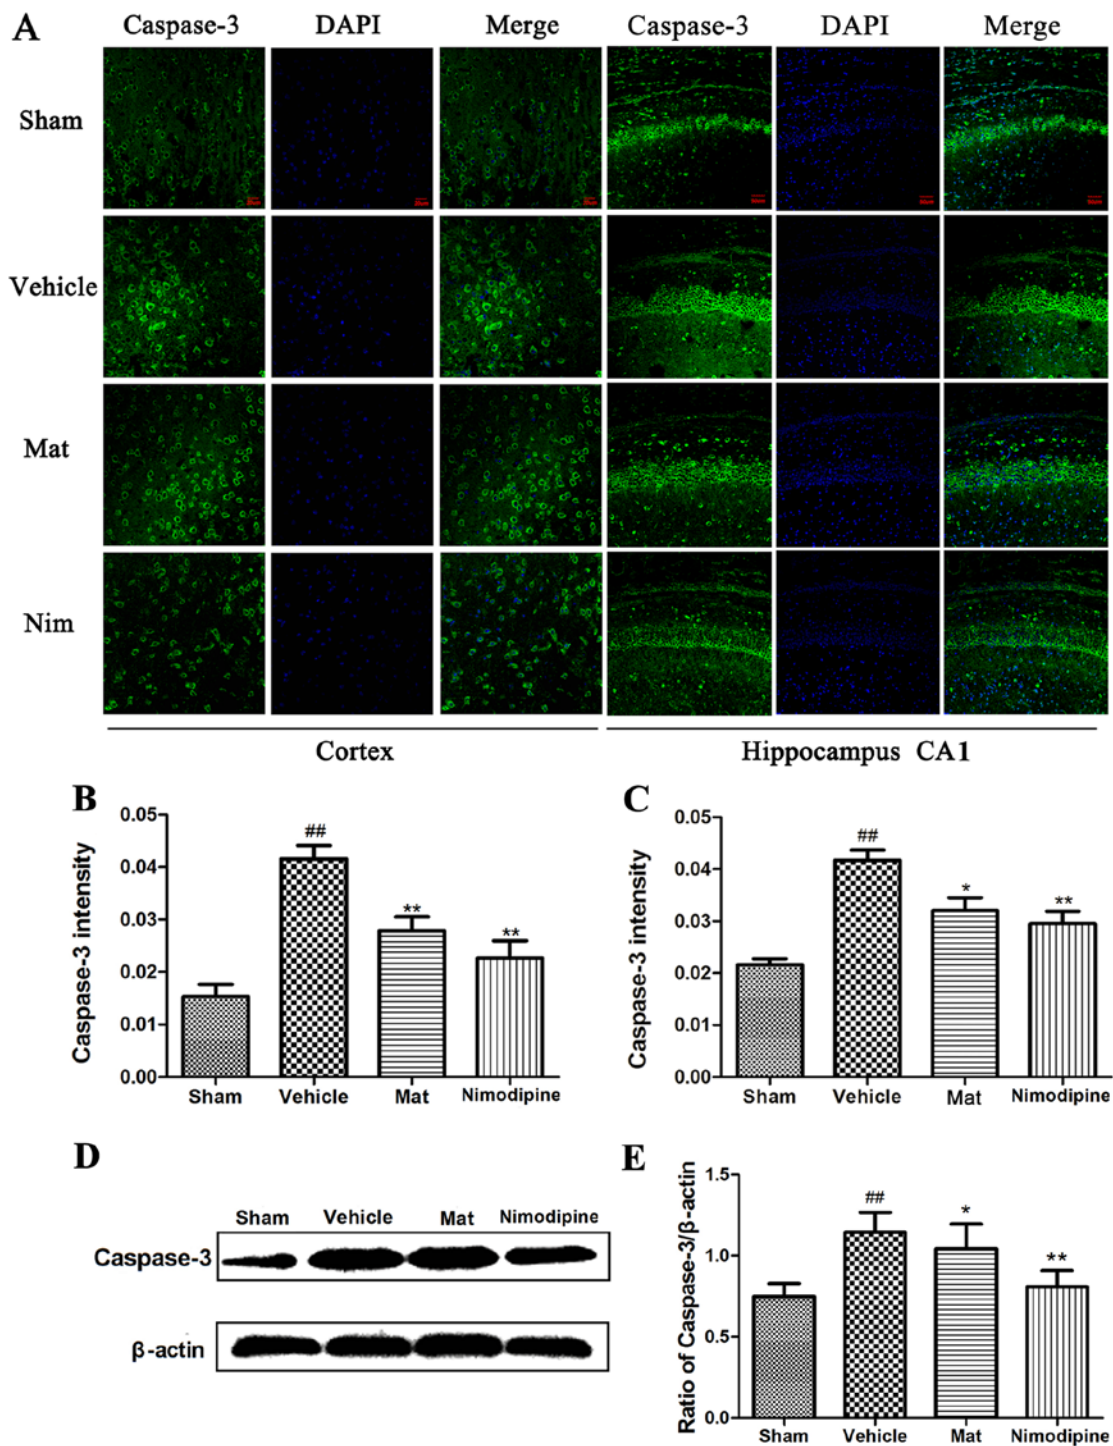 A
Caspase-3 DAPI Merge Caspase-3 DAPI Merge
Sham
Vehicle
Mat
Nim
Cortex Hippocampus CA1
B
Caspase-3 intensity
0.05
0.04
0.03
0.02
0.01
0.00
##
**
**
Sham Vehicle Mat Nimodipine
C
Caspase-3 intensity
0.05
0.04
0.03
0.02
0.01
0.00
##
*
**
Sham Vehicle Mat Nimodipine
D
Sham Vehicle Mat Nimodipine
Caspase-3
β-actin
E
Ratio of Caspase-3/β-actin
1.5
1.0
0.5
0.0
##
*
**
Sham Vehicle Mat Nimodipine